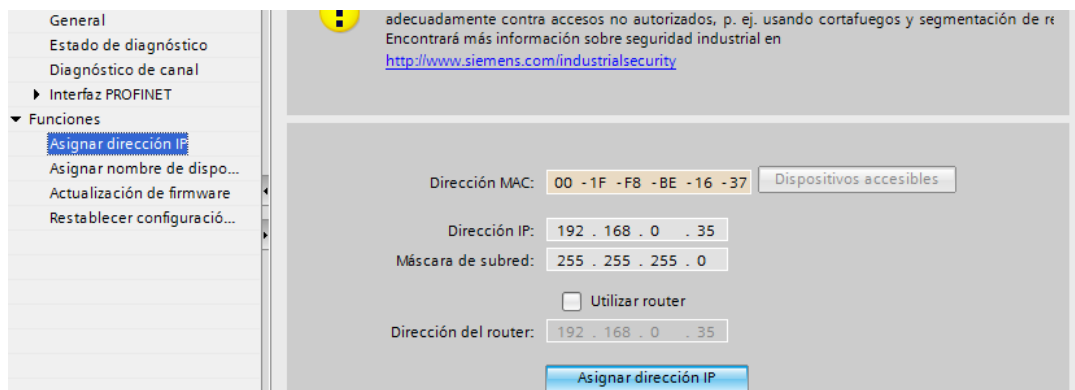 General
Estado de diagnóstico
Diagnóstico de canal
Interfaz PROFINET
Funciones
Asignar dirección IP
Asignar nombre de dispo...
Actualización de firmware
Restablecer configuració...
adecuadamente contra accesos no autorizados, p. ej. usando cortafuegos y segmentación de re
Encontrará más información sobre seguridad industrial en
http://www.siemens.com/industrialsecurity
Dirección MAC: 00 -1F -F8 -BE -16 -37 Dispositivos accesibles
Dirección IP: 192 . 168 . 0 . 35
Máscara de subred: 255 . 255 . 255 . 0
Utilizar router
Dirección del router: 192 . 168 . 0 . 35
Asignar dirección IP